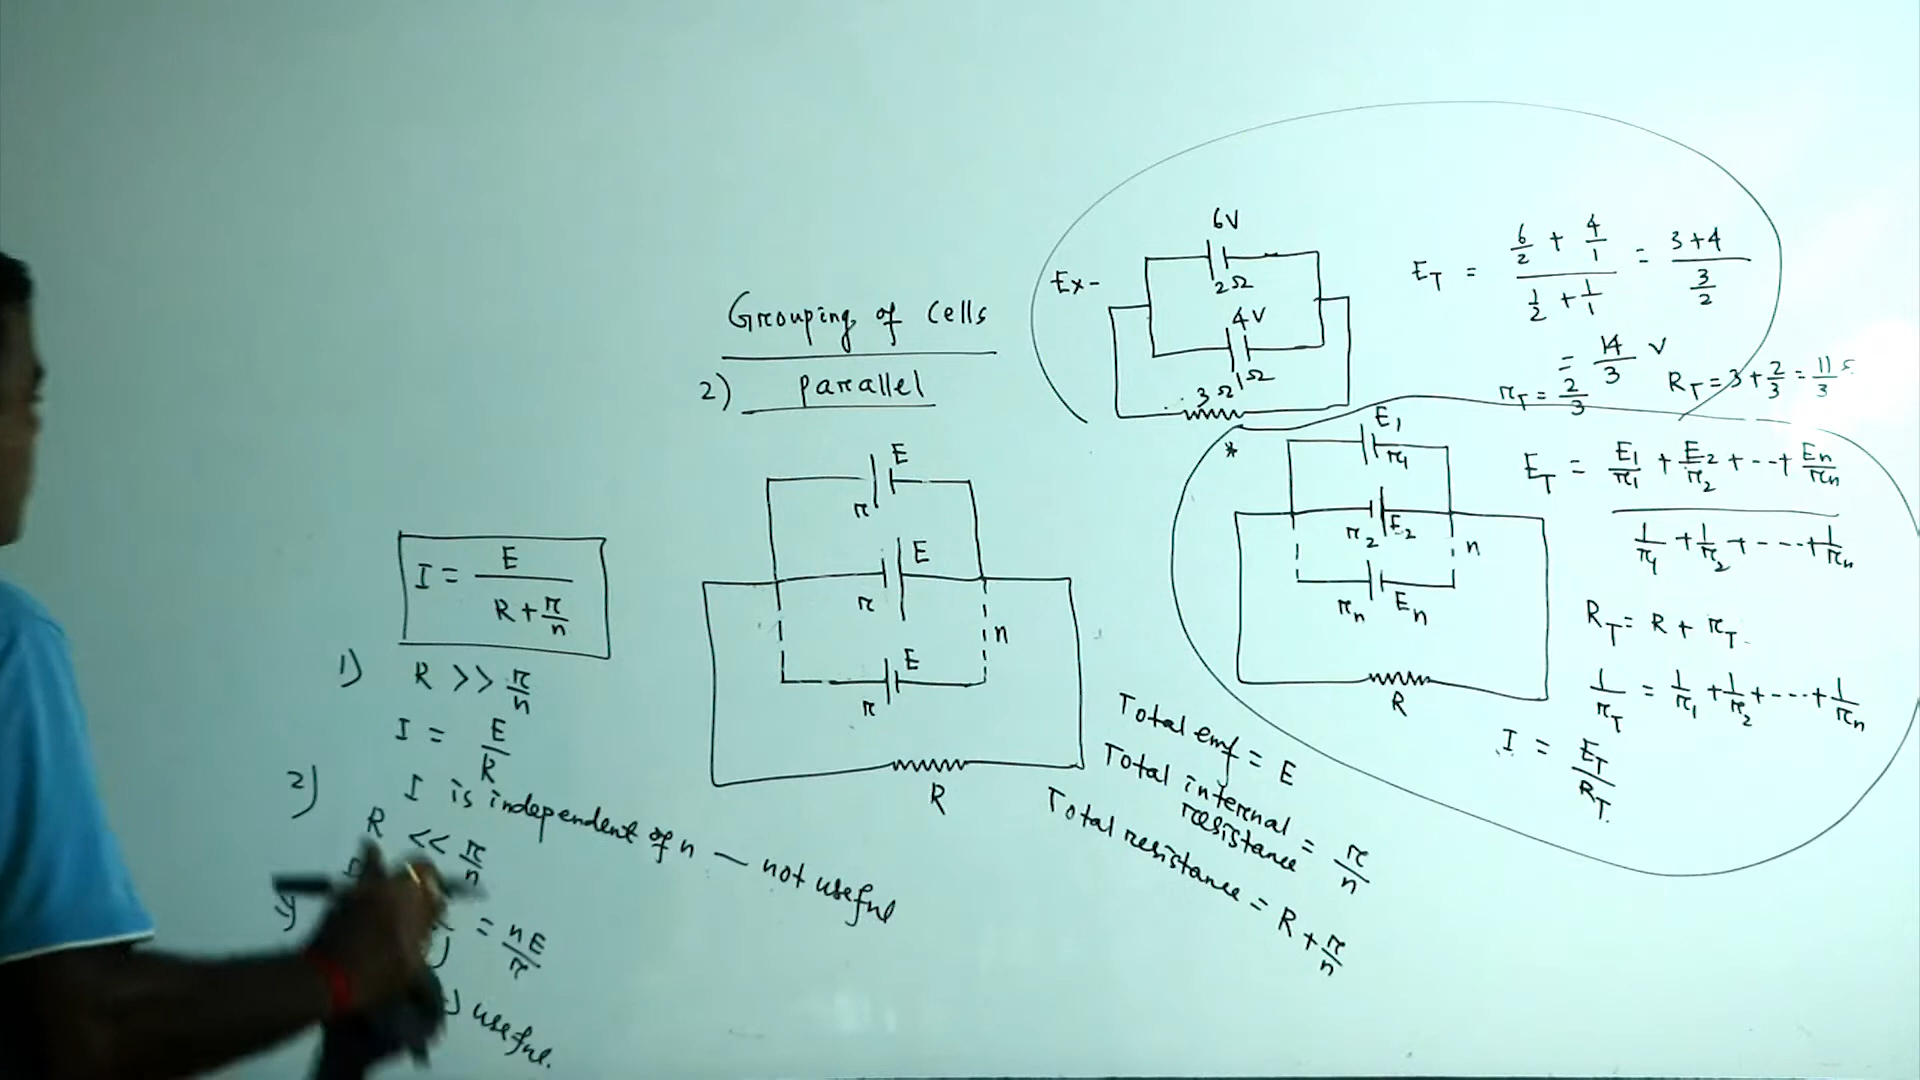 Grouping of Cells
2) parallel
E
r
E
r
n
E
r
R
I = E / (R + r/n)
1) R >> r/n
I = E/R
I is independent of n — not useful
2) R << r/n
= nE/r
useful.
Total emf = E
Total internal resistance = r/n
Total resistance = R + r/n
Ex-
6V
2Ω
4V
1Ω
3Ω
E_T = (6/2 + 4/1) / (1/2 + 1/1) = (3+4) / (3/2)
= 14/3 V
r_T = 2/3
R_T = 3 + 2/3 = 11/3
*
E1
r1
r2 E2
n
rn En
R
E_T = (E1/r1 + E2/r2 + --+ En/rn) / (1/r1 + 1/r2 + ----+ 1/rn)
R_T = R + r_T
1/r_T = 1/r1 + 1/r2 + ---+ 1/rn
I = E_T / R_T.